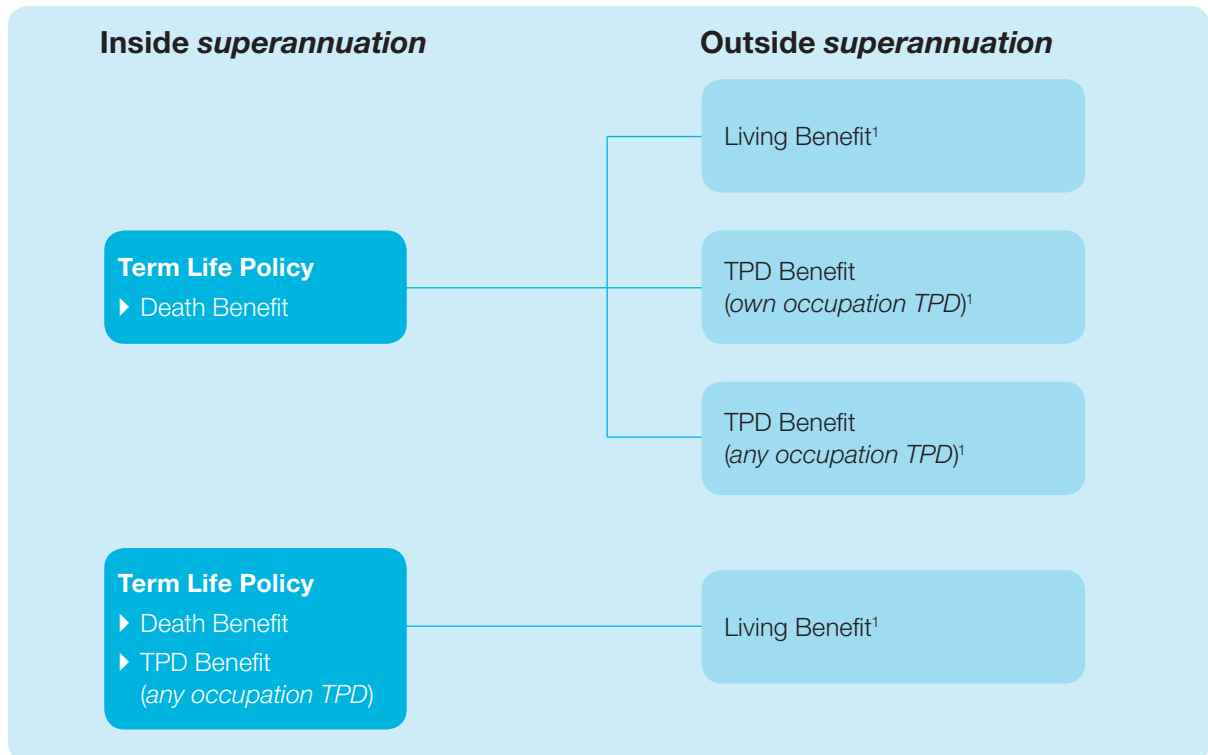 Inside superannuation
Outside superannuation
Living Benefit¹
Term Life Policy
▶ Death Benefit
TPD Benefit
(own occupation TPD)¹
TPD Benefit
(any occupation TPD)¹
Term Life Policy
▶ Death Benefit
▶ TPD Benefit
(any occupation TPD)
Living Benefit¹